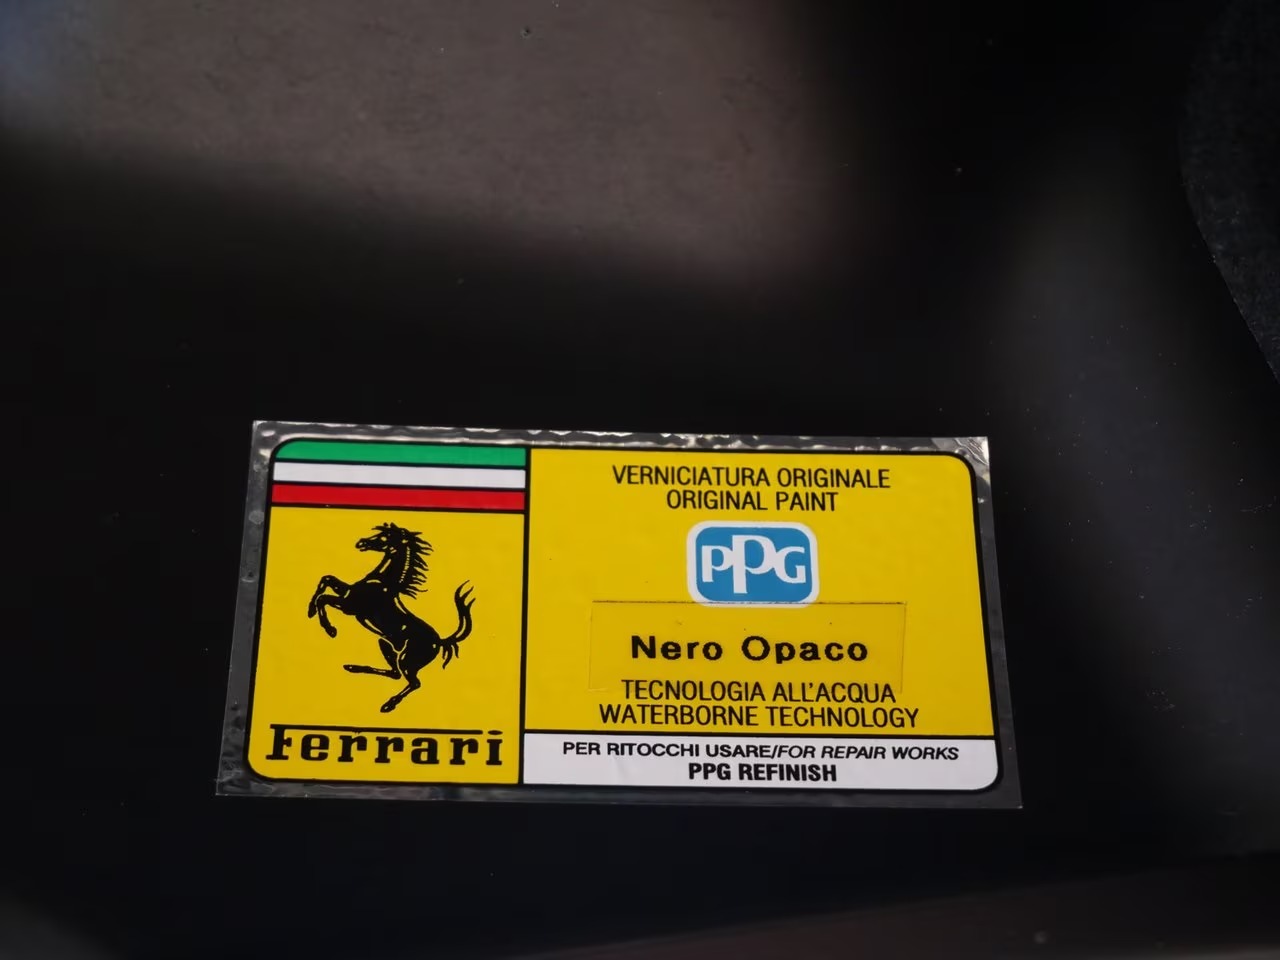 VERNICIATURA ORIGINALE
ORIGINAL PAINT
PPG
Nero Opaco
TECNOLOGIA ALL'ACQUA
WATERBORNE TECHNOLOGY
Ferrari
PER RITOCCHI USARE/FOR REPAIR WORKS
PPG REFINISH